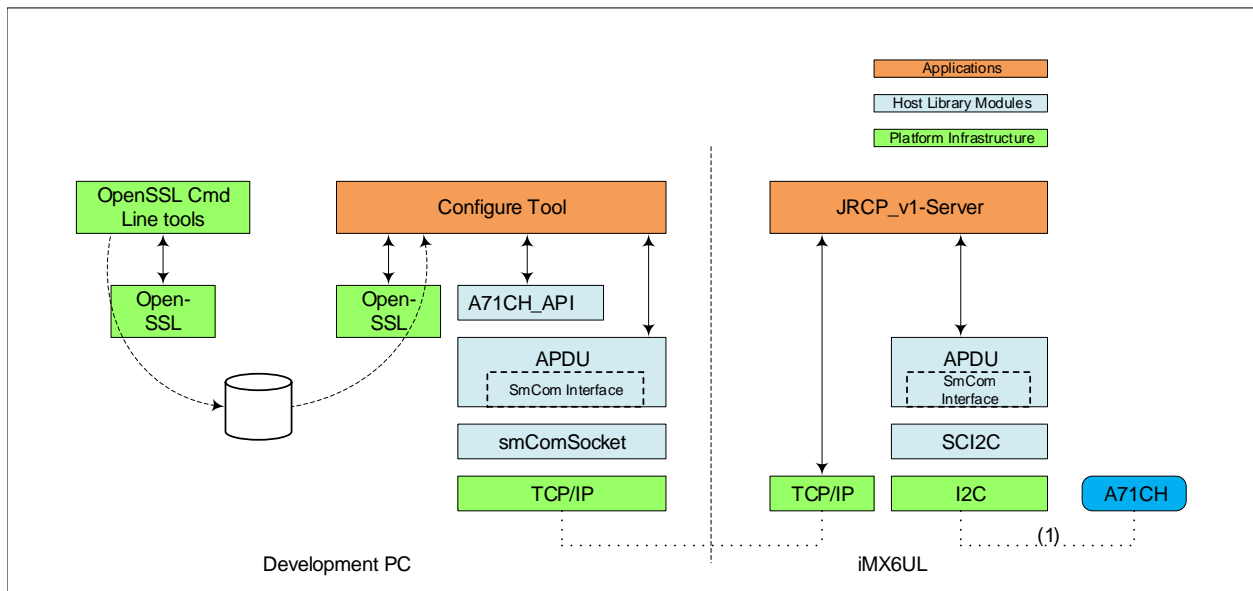 Applications
Host Library Modules
Platform Infrastructure
OpenSSL Cmd
Line tools
Configure Tool
JRCP_v1-Server
Open-
SSL
Open-
SSL
A71CH_API
APDU
SmCom Interface
APDU
SmCom
Interface
smComSocket
SCI2C
TCP/IP
TCP/IP
I2C
A71CH
(1)
Development PC
iMX6UL